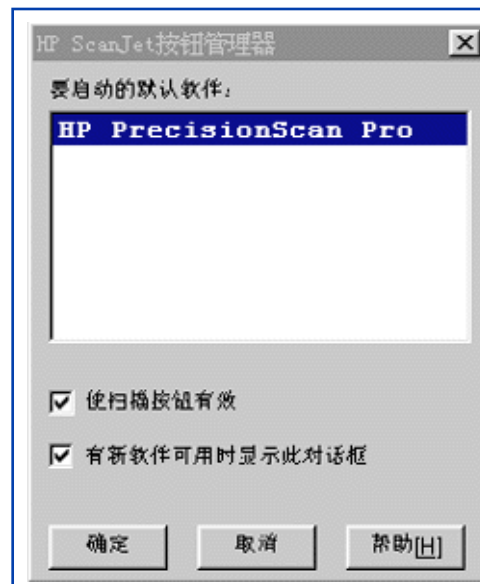 HP ScanJet按钮管理器
要启动的默认软件：
HP PrecisionScan Pro
使扫描按钮有效
有新软件可用时显示此对话框
确定
取消
帮助[H]